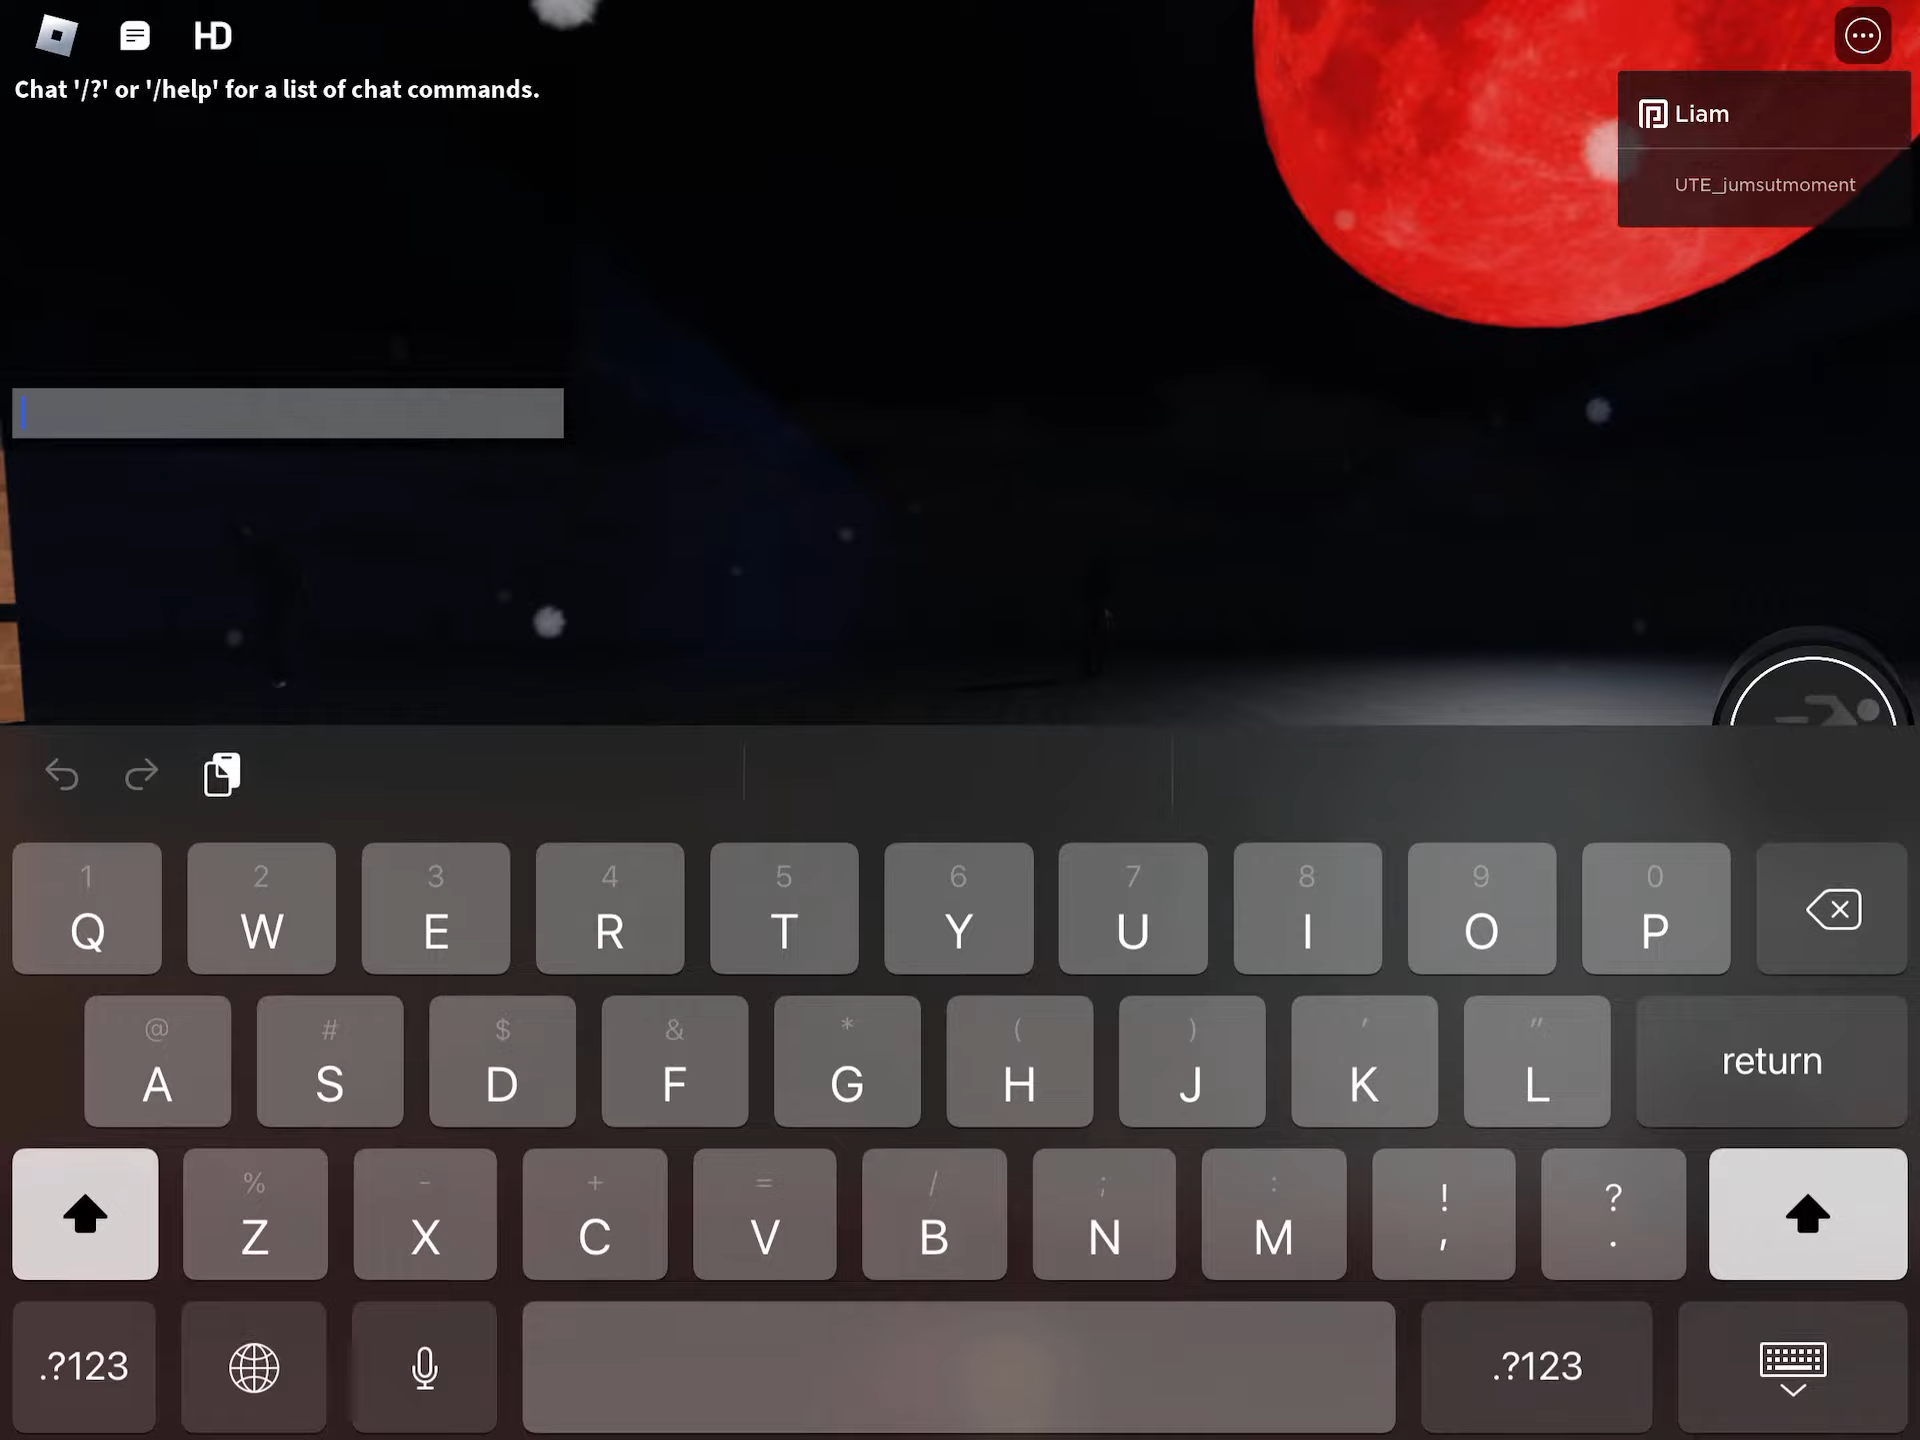 HD
Chat '/?' or '/help' for a list of chat commands.
Liam
UTE_jumsutmoment
1 2 3 4 5 6 7 8 9 0
Q W E R T Y U I O P
@ # $ & * ( ) ' "
A S D F G H J K L return
% - + = / ; : ! ?
Z X C V B N M , .
.?123 .?123